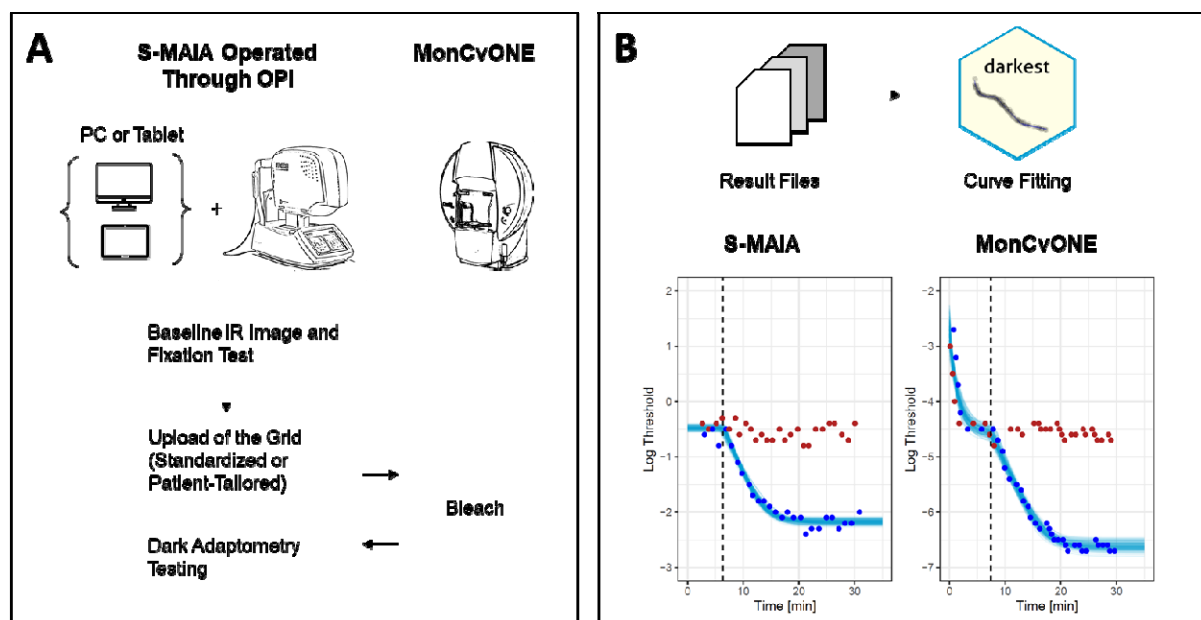 A
S-MAIA Operated
Through OPI
MonCvONE
PC or Tablet
+
Baseline IR Image and
Fixation Test
Upload of the Grid
(Standardized or
Patient-Tailored)
Bleach
Dark Adaptometry
Testing
B
darkest
Result Files
Curve Fitting
S-MAIA
MonCvONE
Log Threshold
2
1
0
−1
−2
−3
0
10
20
30
Time [min]
Log Threshold
−2
−3
−4
−5
−6
−7
0
10
20
30
Time [min]